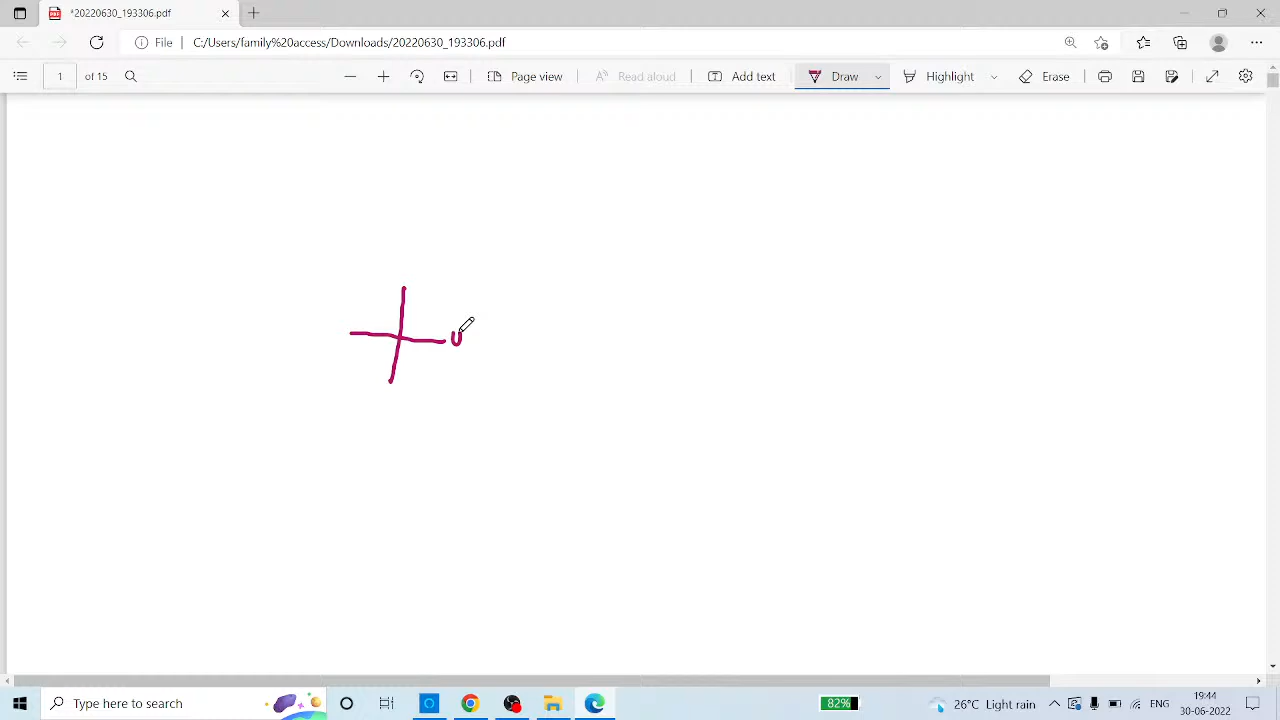 *20220630_193306.pdf
File | C:/Users/family%20access/Downloads/20220630_193306.pdf
1 of 13 Page view Read aloud Add text Draw Highlight Erase
U
Type here to search 82% 26°C Light rain ENG 19:44
30-06-2022